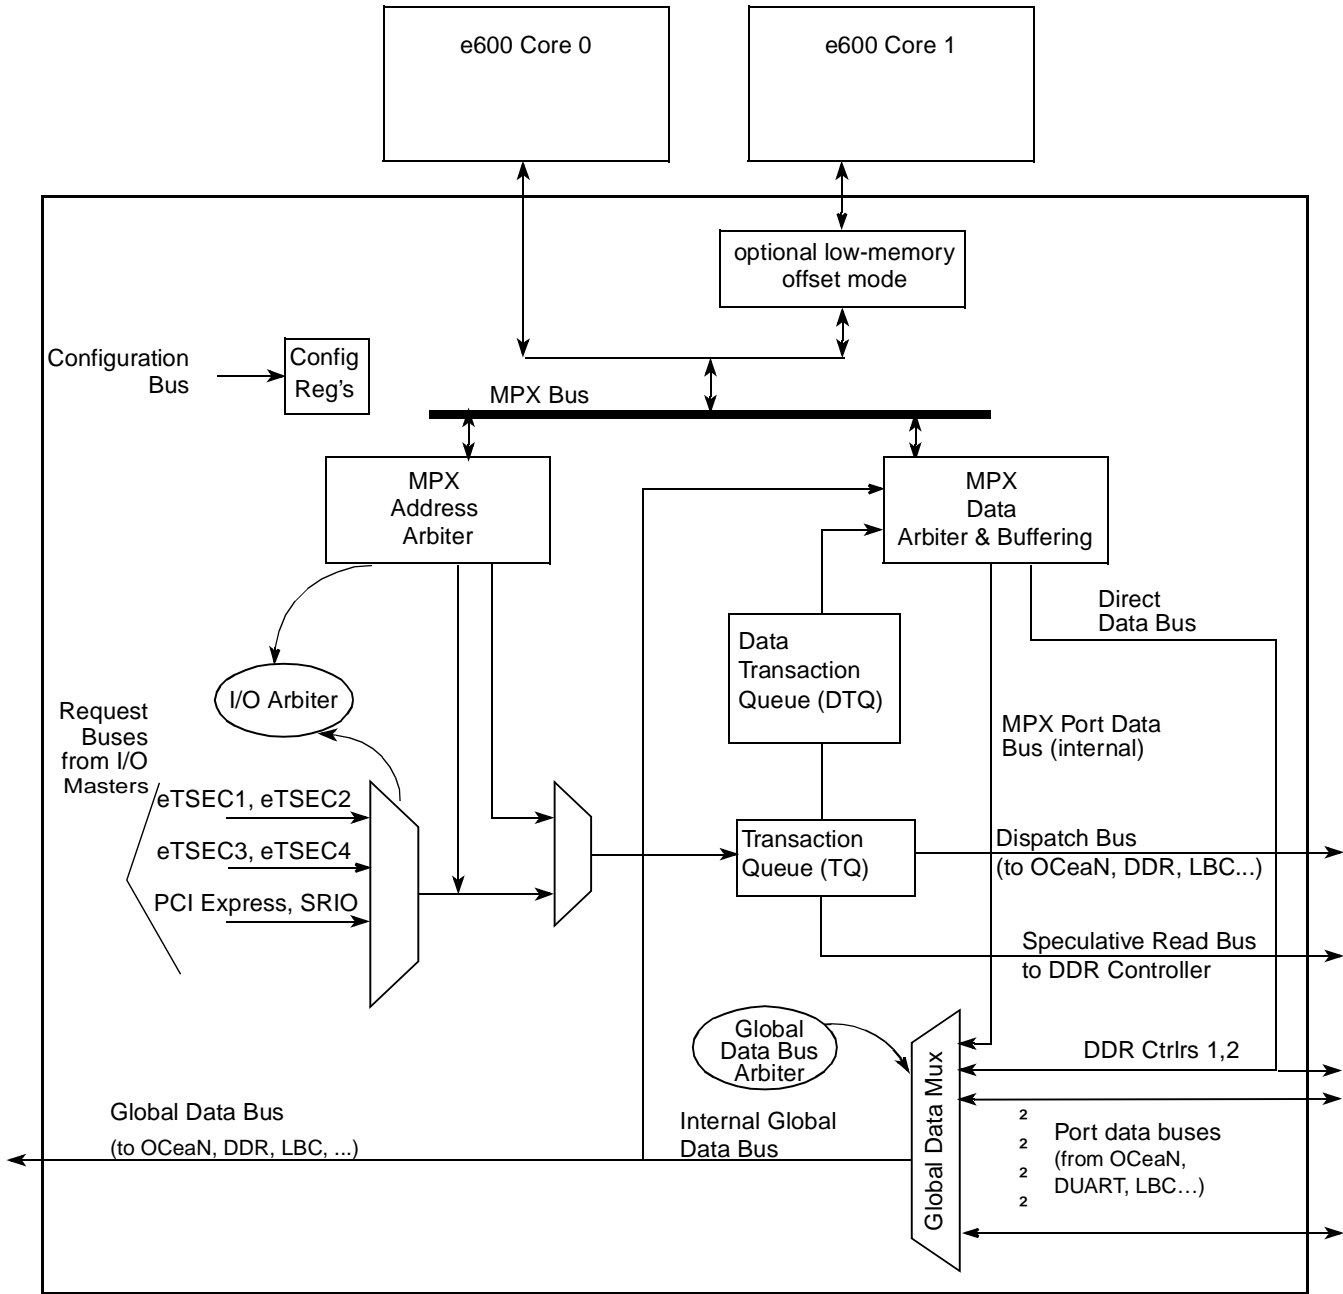 e600 Core 0
e600 Core 1
optional low-memory
offset mode
Configuration
Bus
Config
Reg's
MPX Bus
MPX
Address
Arbiter
MPX
Data
Arbiter & Buffering
Direct
Data Bus
Data
Transaction
Queue (DTQ)
I/O Arbiter
Request
Buses
from I/O
Masters
MPX Port Data
Bus (internal)
eTSEC1, eTSEC2
eTSEC3, eTSEC4
PCI Express, SRIO
Transaction
Queue (TQ)
Dispatch Bus
(to OCeaN, DDR, LBC...)
Speculative Read Bus
to DDR Controller
Global
Data Bus
Arbiter
DDR Ctrlrs 1,2
Global Data Mux
Global Data Bus
(to OCeaN, DDR, LBC, ...)
Internal Global
Data Bus
2
2
2
2
Port data buses
(from OCeaN,
DUART, LBC…)